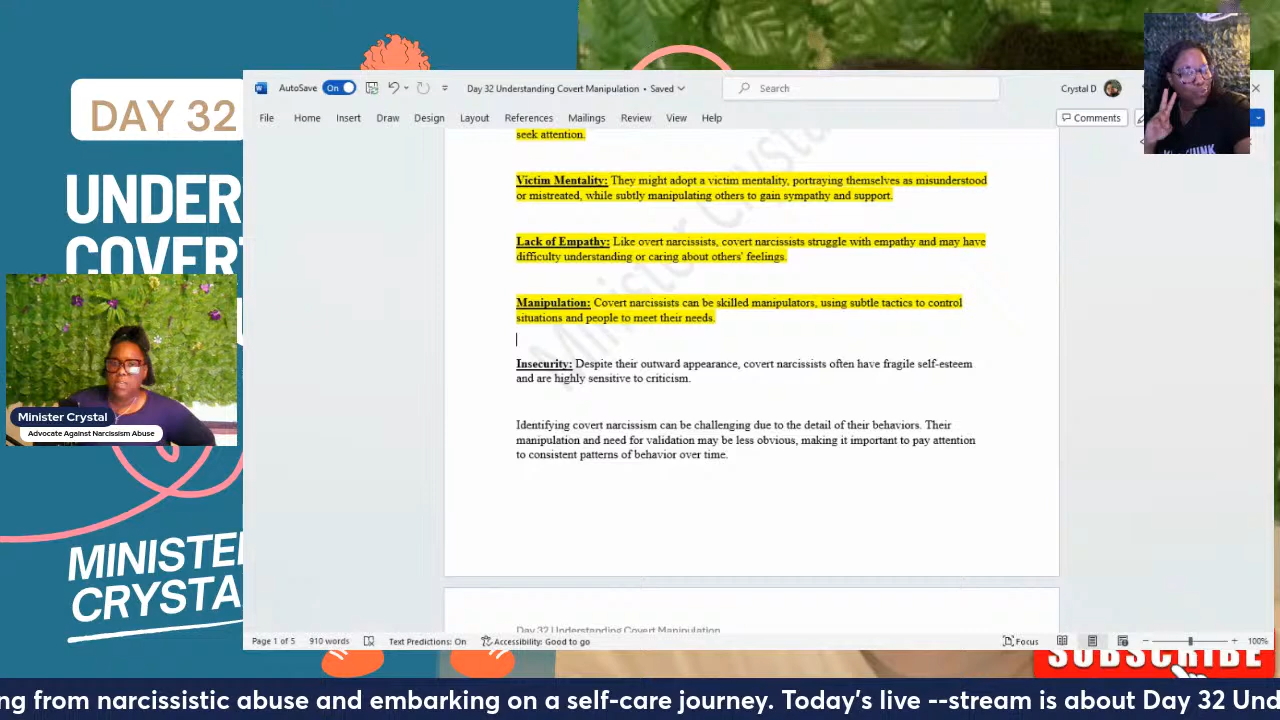 DAY 32
UNDER
COVERT
MINISTE
CRYSTA
Minister Crystal
Advocate Against Narcissism Abuse
AutoSave On
Day 32 Understanding Covert Manipulation • Saved
Search
Crystal D
File Home Insert Draw Design Layout References Mailings Review View Help
Comments
seek attention.
Victim Mentality: They might adopt a victim mentality, portraying themselves as misunderstood
or mistreated, while subtly manipulating others to gain sympathy and support.
Lack of Empathy: Like overt narcissists, covert narcissists struggle with empathy and may have
difficulty understanding or caring about others' feelings.
Manipulation: Covert narcissists can be skilled manipulators, using subtle tactics to control
situations and people to meet their needs.
Insecurity: Despite their outward appearance, covert narcissists often have fragile self-esteem
and are highly sensitive to criticism.
Identifying covert narcissism can be challenging due to the detail of their behaviors. Their
manipulation and need for validation may be less obvious, making it important to pay attention
to consistent patterns of behavior over time.
Minister Crysta
Day 32 Understanding Covert Manipulation
Page 1 of 5 910 words Text Predictions: On Accessibility: Good to go Focus 100%
SUBSCRIBE
ng from narcissistic abuse and embarking on a self-care journey. Today's live --stream is about Day 32 Und